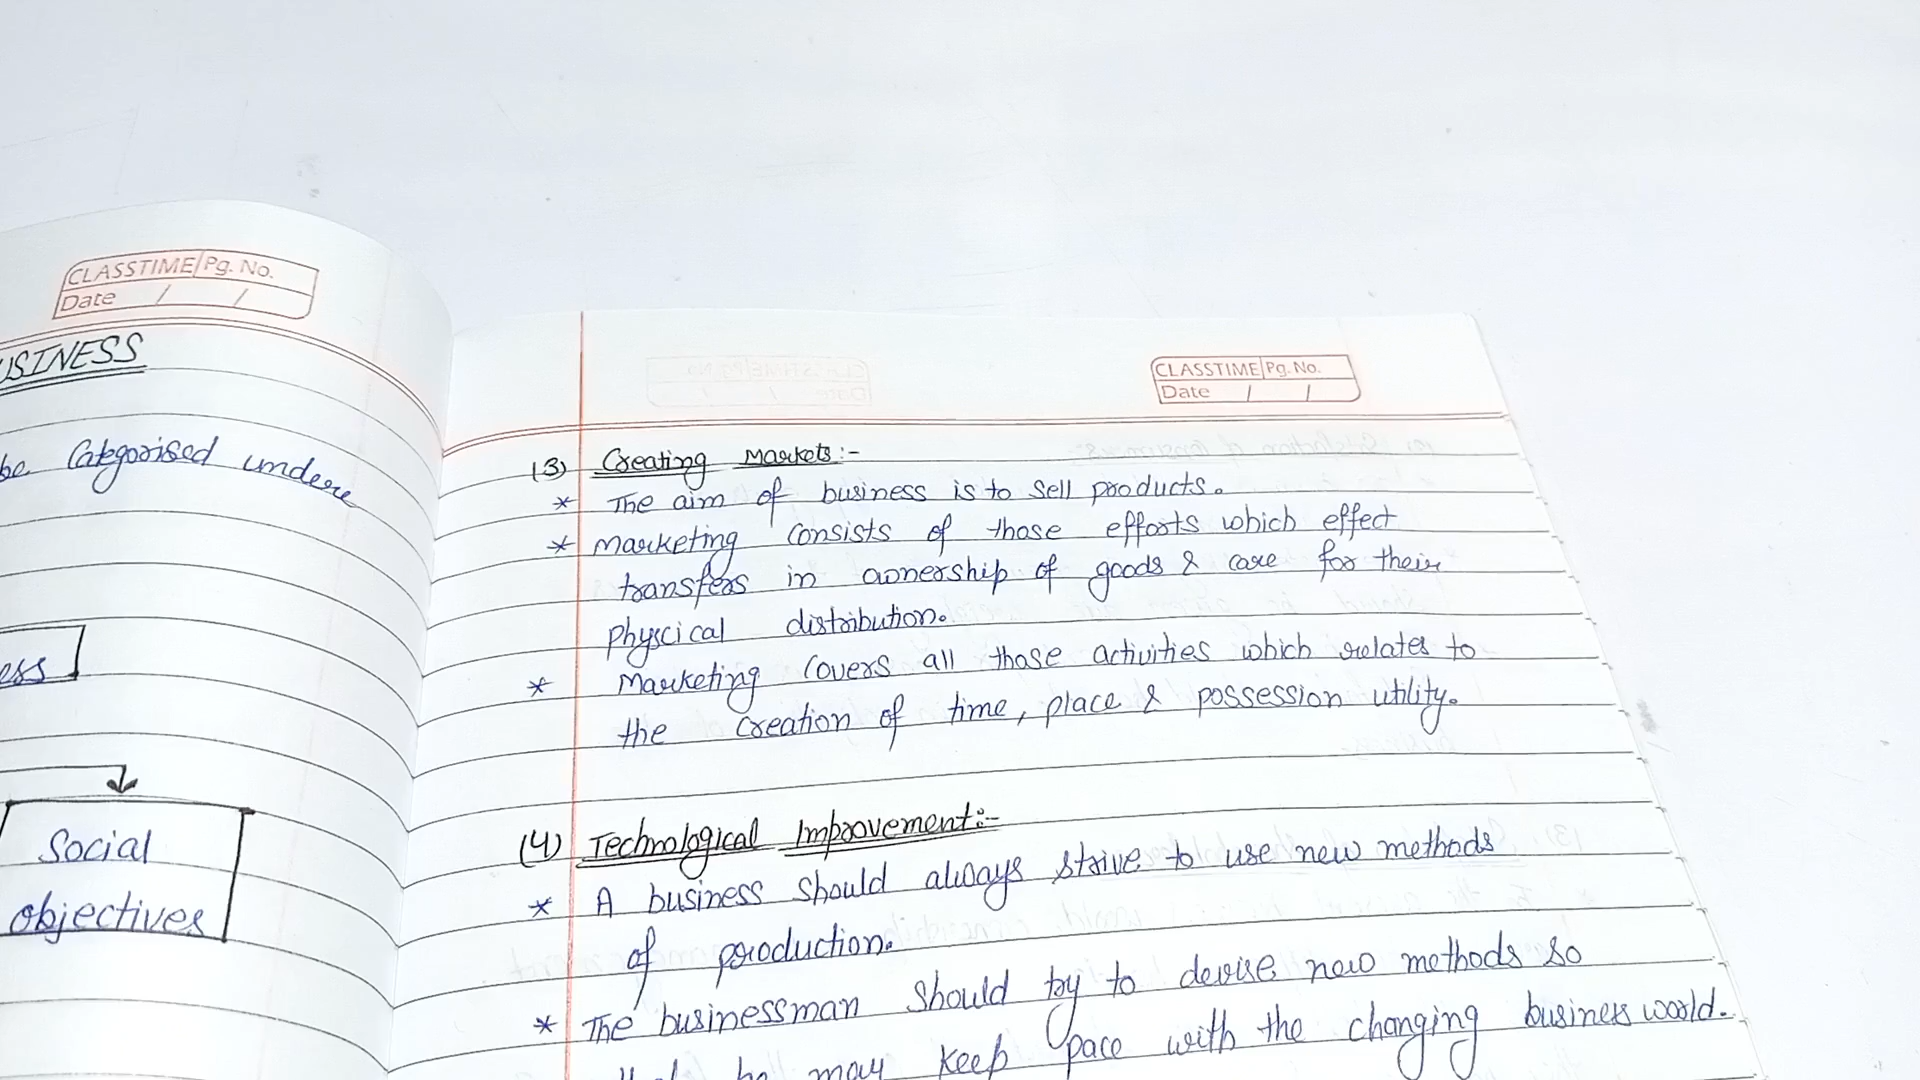 CLASSTIME Pg. No.
Date / /
USINESS
be Categorised undere
ess
Social
objectives
CLASSTIME Pg. No.
Date / /
(3) Creating Markets:-
* The aim of business is to sell products.
* Marketing consists of those efforts which effect
transfers in ownership of goods & care for their
physcical distribution.
* Marketing covers all those activities which relates to
the creation of time, place & possession utility.
(4) Technological Improvement:-
* A business should always strive to use new methods
of production.
* The businessman should try to devise new methods so
that he may keep pace with the changing business world.